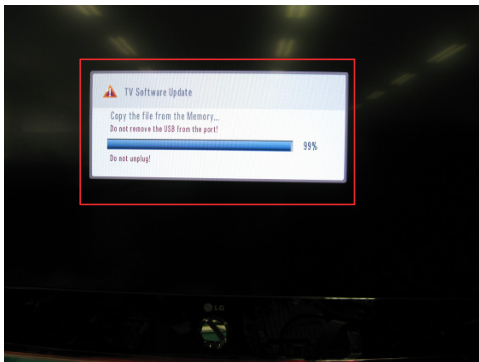 TV Software Update
Copy the file from the Memory...
Do not remove the USB from the port!
99%
Do not unplug!
LG